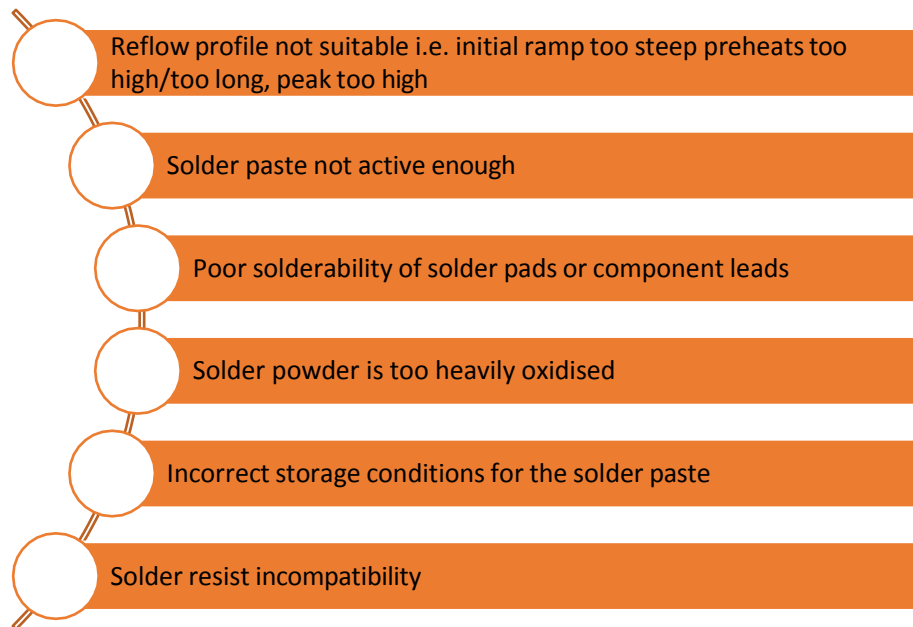 Reflow profile not suitable i.e. initial ramp too steep preheats too
high/too long, peak too high
Solder paste not active enough
Poor solderability of solder pads or component leads
Solder powder is too heavily oxidised
Incorrect storage conditions for the solder paste
Solder resist incompatibility